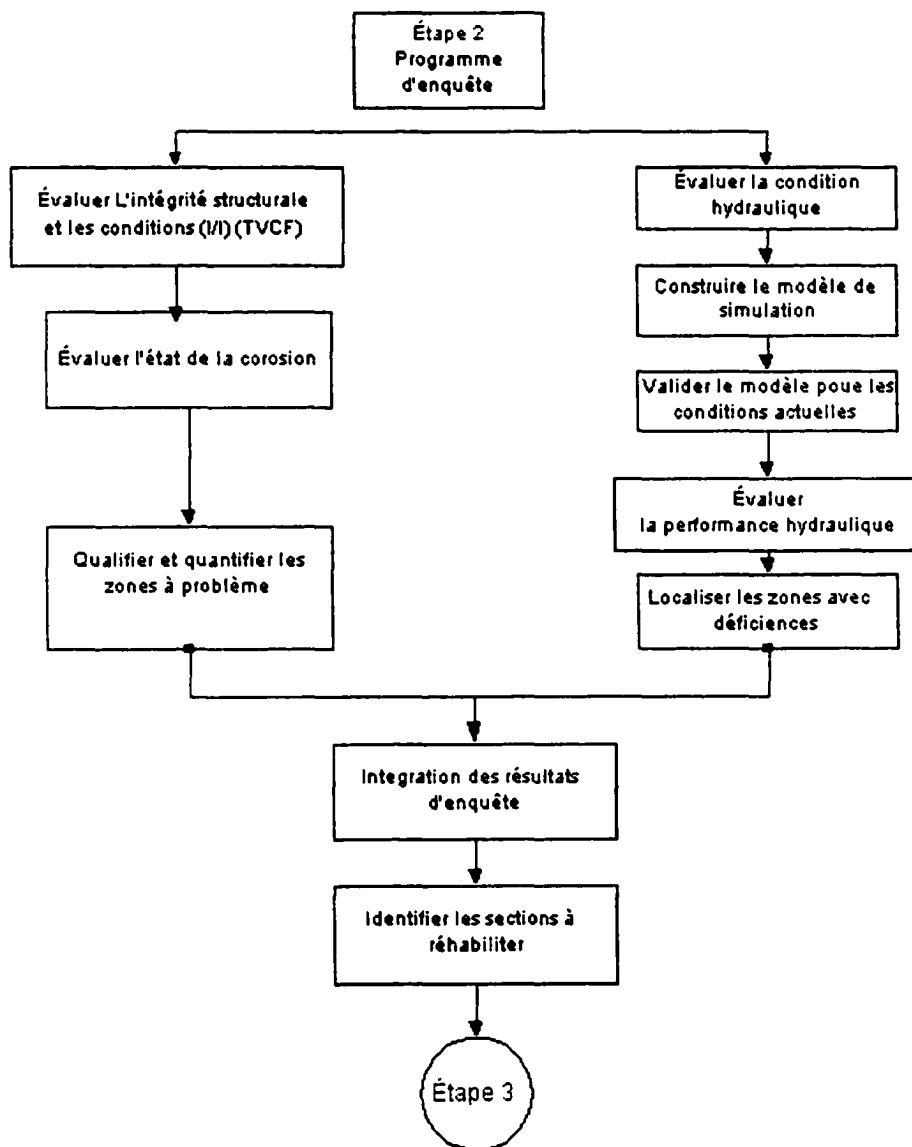 Étape 2
Programme
d'enquête
Évaluer L'intégrité structurale
et les conditions (I/I) (TVCF)
Évaluer l'état de la corosion
Qualifier et quantifier les
zones à problème
Évaluer la condition
hydraulique
Construire le modèle de
simulation
Valider le modèle poue les
conditions actuelles
Évaluer
la performance hydraulique
Localiser les zones avec
déficiences
Integration des résultats
d'enquête
Identifier les sections à
réhabiliter
Étape 3